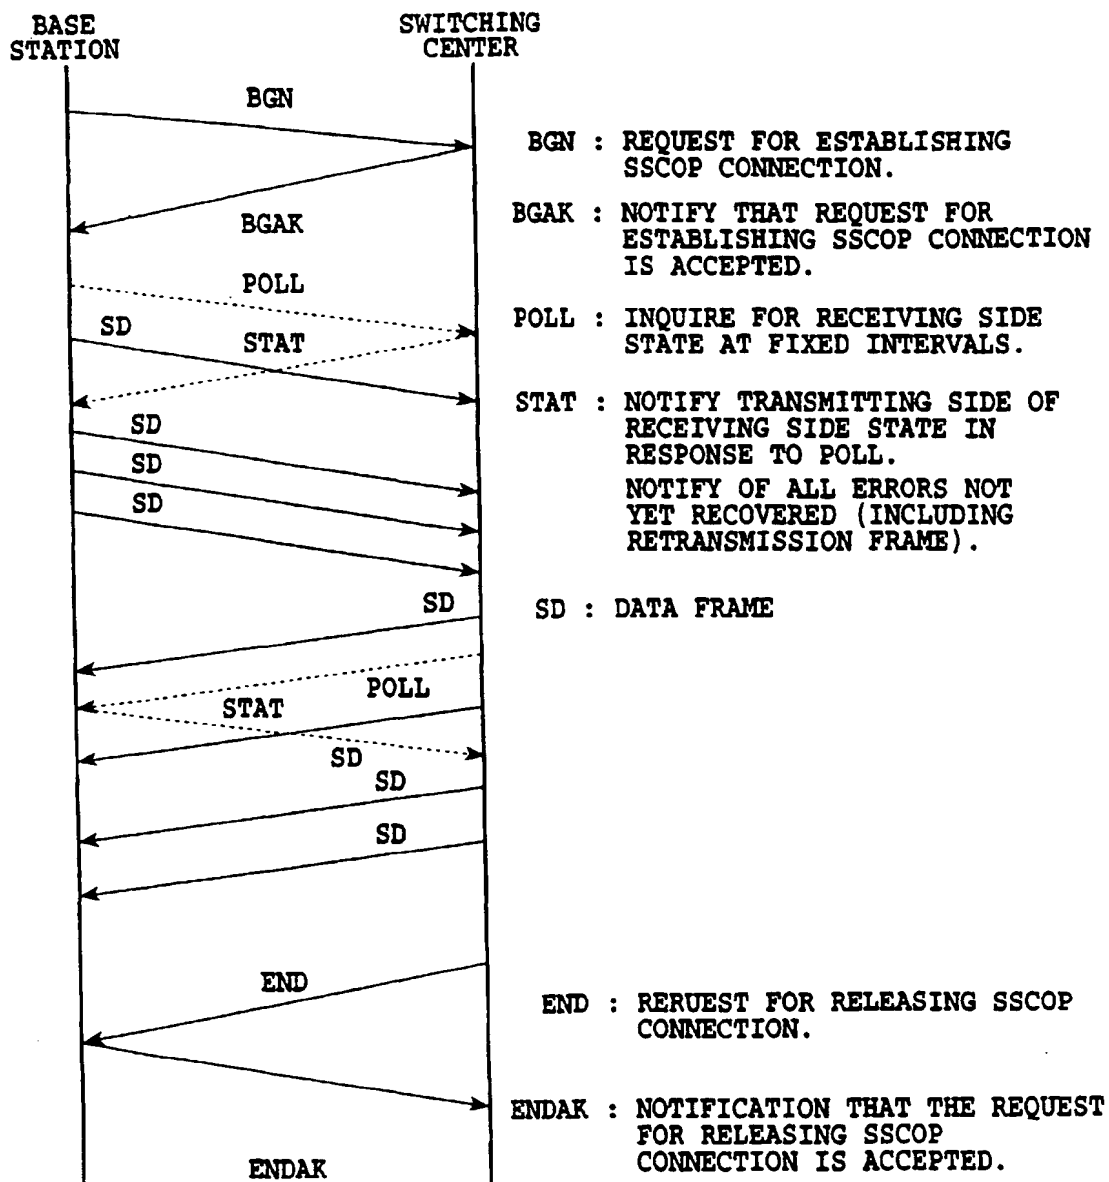 BASE
STATION
SWITCHING
CENTER
BGN
BGN : REQUEST FOR ESTABLISHING
SSCOP CONNECTION.
BGAK
BGAK : NOTIFY THAT REQUEST FOR
ESTABLISHING SSCOP CONNECTION
IS ACCEPTED.
POLL
POLL : INQUIRE FOR RECEIVING SIDE
STATE AT FIXED INTERVALS.
SD
STAT
STAT : NOTIFY TRANSMITTING SIDE OF
RECEIVING SIDE STATE IN
RESPONSE TO POLL.
NOTIFY OF ALL ERRORS NOT
YET RECOVERED (INCLUDING
RETRANSMISSION FRAME).
SD
SD
SD
SD
SD : DATA FRAME
POLL
STAT
SD
SD
SD
END
END : RERUEST FOR RELEASING SSCOP
CONNECTION.
ENDAK : NOTIFICATION THAT THE REQUEST
FOR RELEASING SSCOP
CONNECTION IS ACCEPTED.
ENDAK